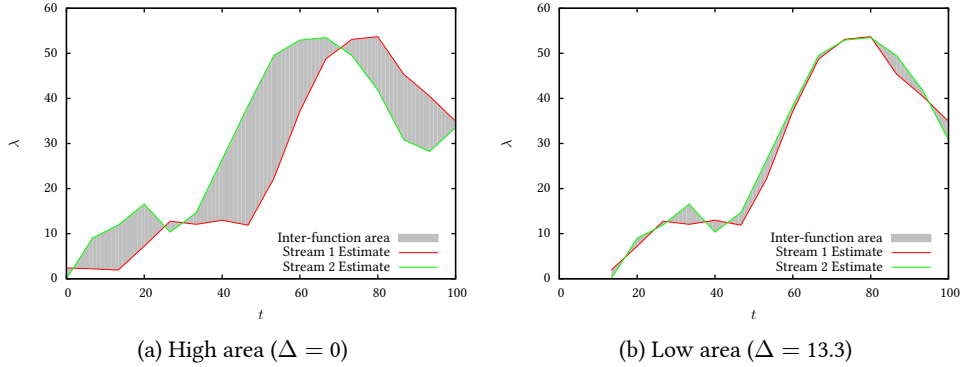 60
50
40
30
20
10
0
λ
Inter-function area
Stream 1 Estimate
Stream 2 Estimate
0 20 40 60 80 100
t
(a) High area (Δ = 0)
60
50
40
30
20
10
0
λ
Inter-function area
Stream 1 Estimate
Stream 2 Estimate
0 20 40 60 80 100
t
(b) Low area (Δ = 13.3)